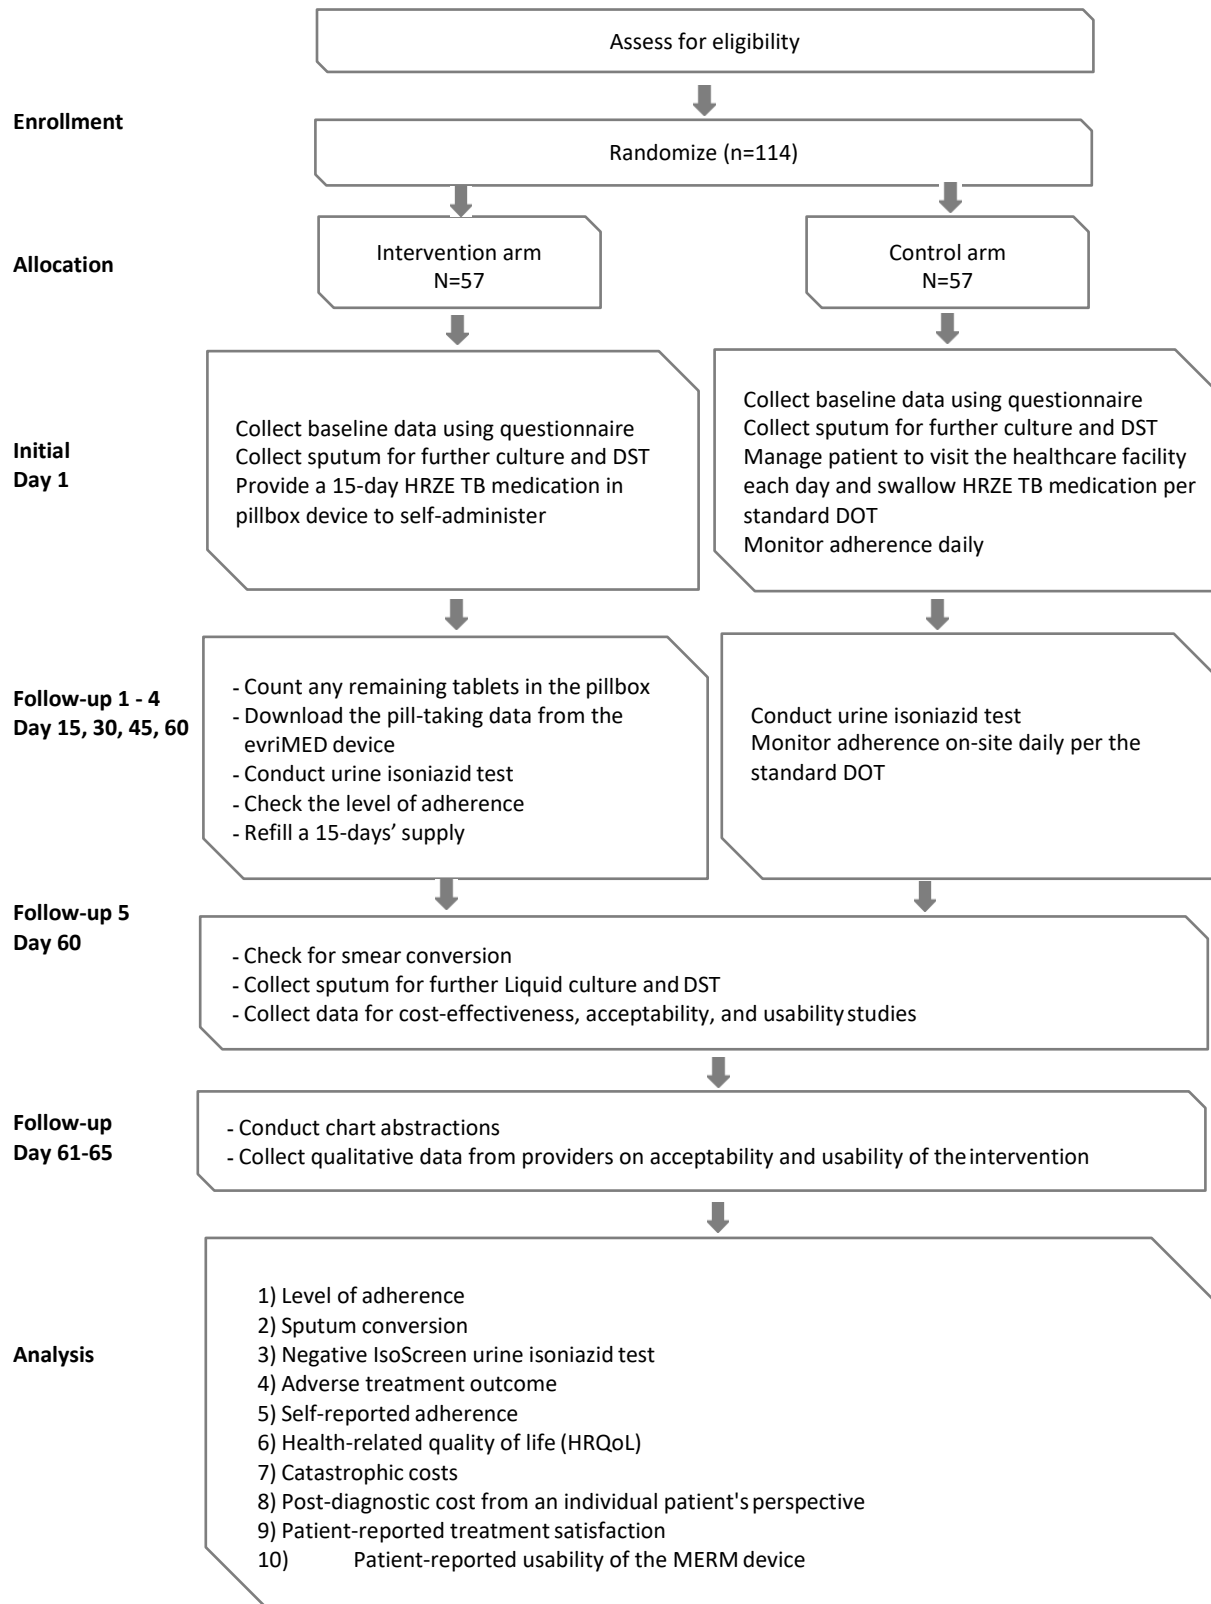 Assess for eligibility
Enrollment
Randomize (n=114)
Allocation
Intervention arm
N=57
Control arm
N=57
Initial
Day 1
Collect baseline data using questionnaire
Collect sputum for further culture and DST
Provide a 15-day HRZE TB medication in
pillbox device to self-administer
Collect baseline data using questionnaire
Collect sputum for further culture and DST
Manage patient to visit the healthcare facility
each day and swallow HRZE TB medication per
standard DOT
Monitor adherence daily
Follow-up 1 - 4
Day 15, 30, 45, 60
- Count any remaining tablets in the pillbox
- Download the pill-taking data from the
evriMED device
- Conduct urine isoniazid test
- Check the level of adherence
- Refill a 15-days’ supply
Conduct urine isoniazid test
Monitor adherence on-site daily per the
standard DOT
Follow-up 5
Day 60
- Check for smear conversion
- Collect sputum for further Liquid culture and DST
- Collect data for cost-effectiveness, acceptability, and usability studies
Follow-up
Day 61-65
- Conduct chart abstractions
- Collect qualitative data from providers on acceptability and usability of the intervention
Analysis
1) Level of adherence
2) Sputum conversion
3) Negative IsoScreen urine isoniazid test
4) Adverse treatment outcome
5) Self-reported adherence
6) Health-related quality of life (HRQoL)
7) Catastrophic costs
8) Post-diagnostic cost from an individual patient's perspective
9) Patient-reported treatment satisfaction
10) Patient-reported usability of the MERM device